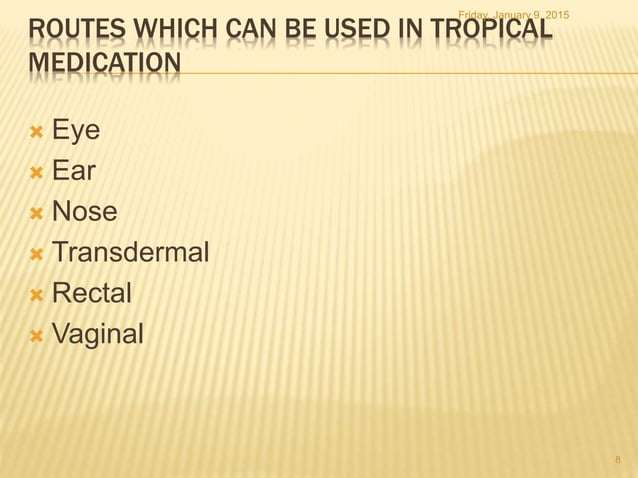 Friday, January 9, 2015
ROUTES WHICH CAN BE USED IN TROPICAL
MEDICATION
Eye
Ear
Nose
Transdermal
Rectal
Vaginal
8